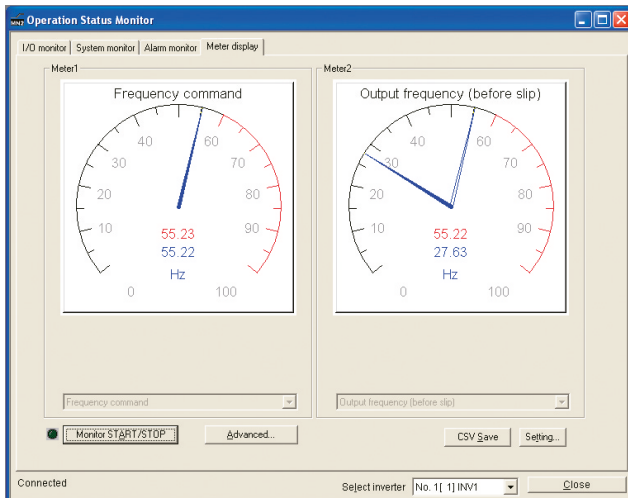 MNZ Operation Status Monitor
I/O monitor System monitor Alarm monitor Meter display
Meter1
Frequency command
0 10 20 30 40 60 70 80 90 100
55.23
55.22
Hz
Frequency command
Meter2
Output frequency (before slip)
0 10 20 30 40 60 70 80 90 100
55.22
27.63
Hz
Output frequency (before slip)
Monitor START/STOP Advanced... CSV Save Setting...
Connected Select inverter No. 1[ 1] INV1 Close